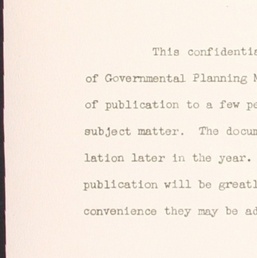 This confidentia
of Governmental Planning M
of publication to a few pe
subject matter. The docum
lation later in the year.
publication will be greatl
convenience they may be ad